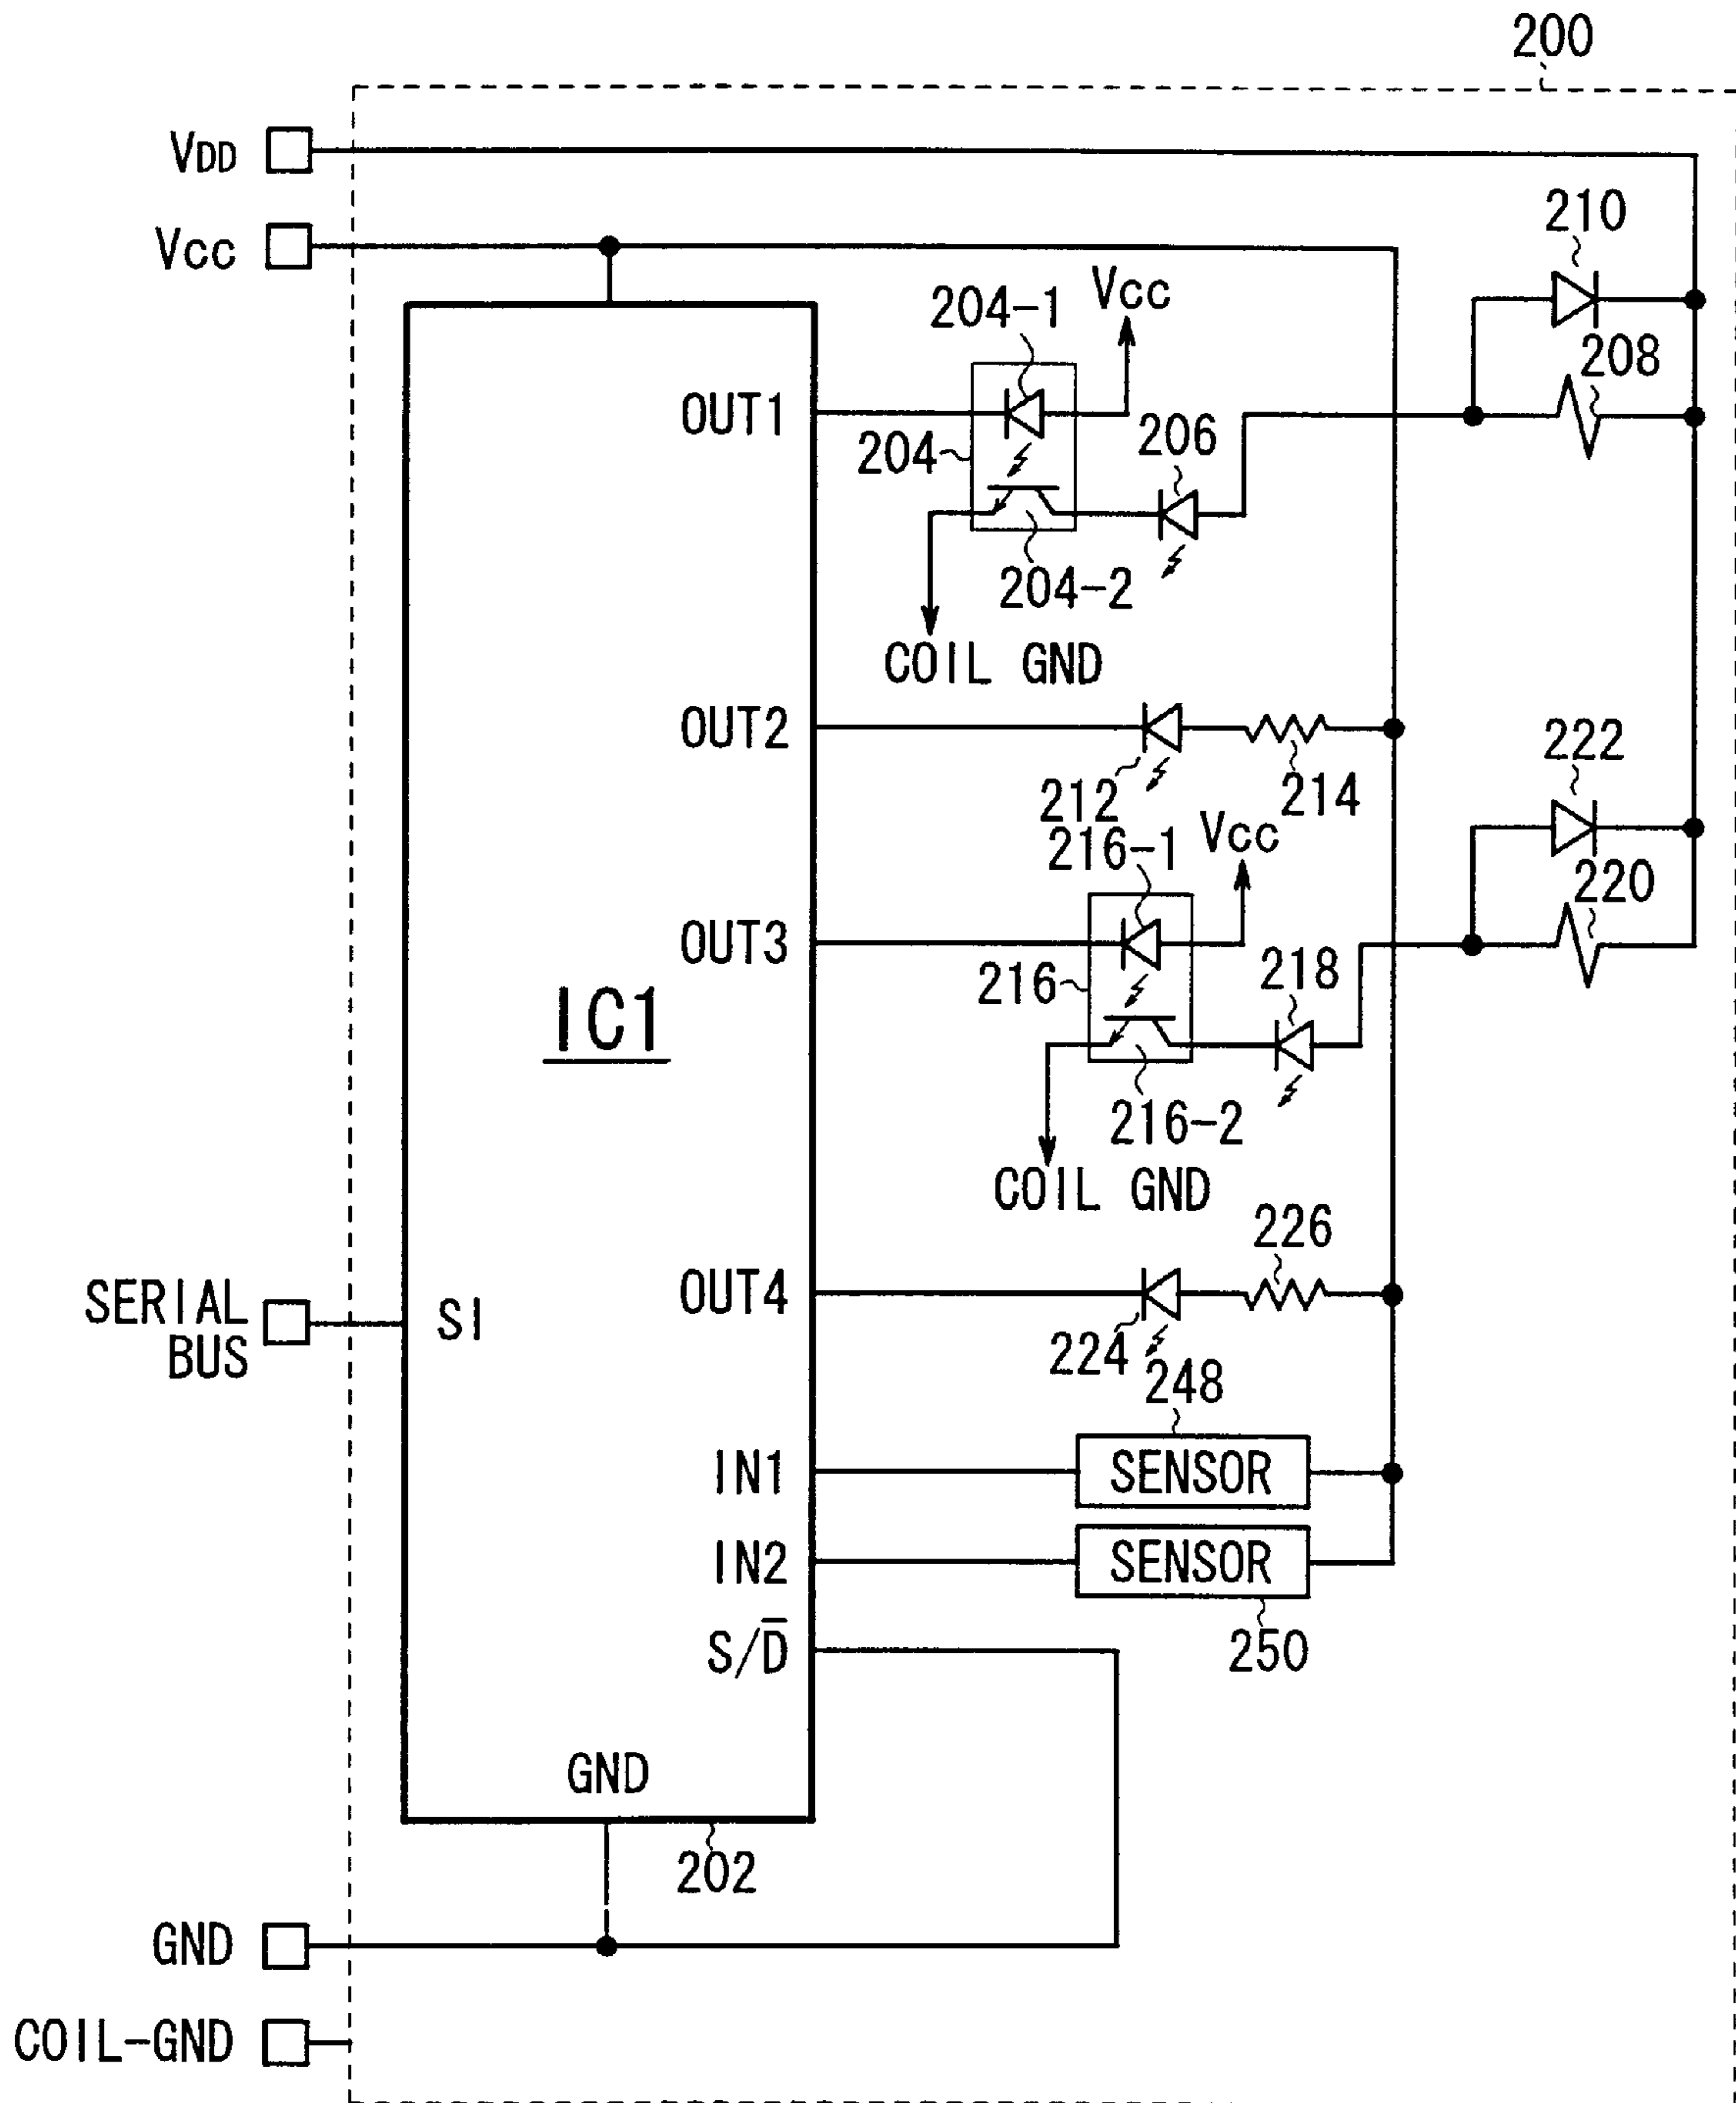 200
VDD
Vcc
210
Vcc
204-1
208
OUT1
206
204
204-2
COIL GND
OUT2
222
212
214
Vcc
216-1
220
OUT3
218
216
IC1
216-2
COIL GND
226
OUT4
SERIAL
BUS
SI
224
248
IN1
SENSOR
IN2
SENSOR
S/D̅
250
GND
202
GND
COIL-GND